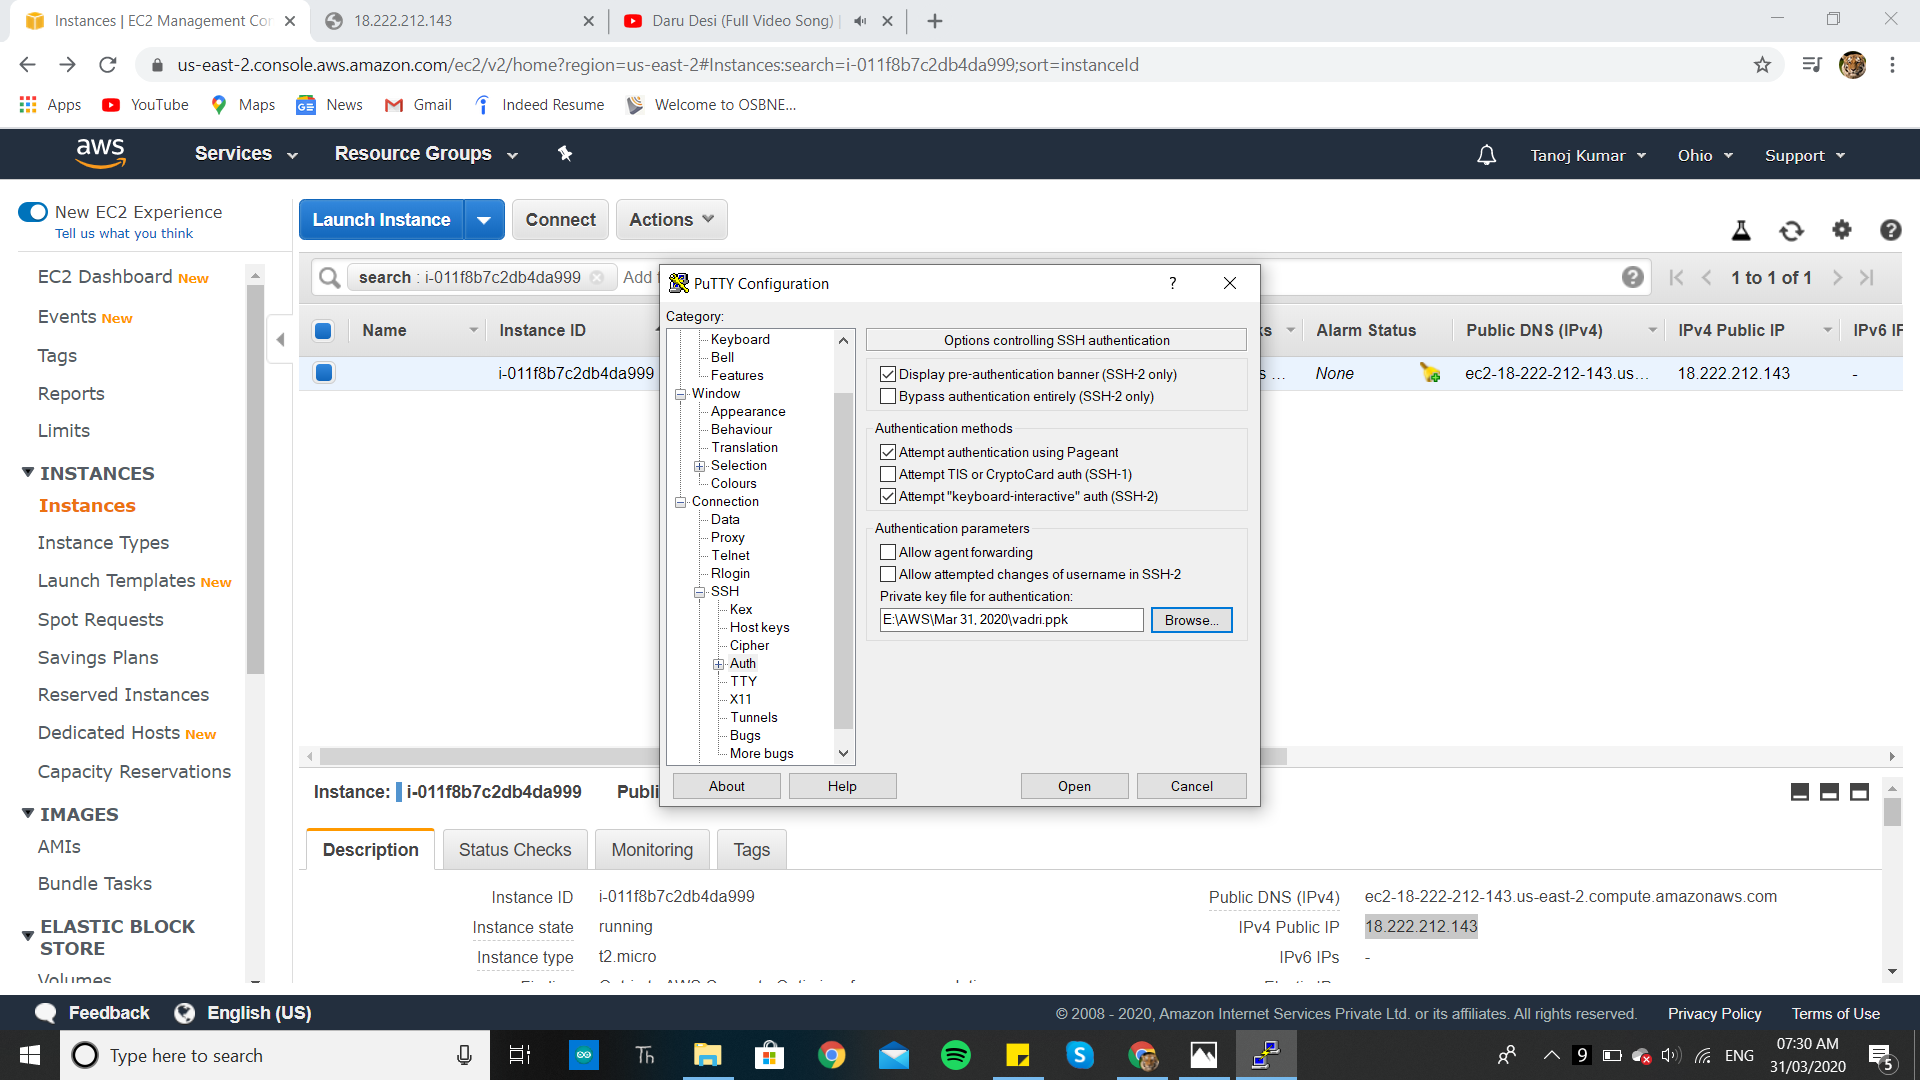 Instances | EC2 Management Con
18.222.212.143
Daru Desi (Full Video Song) |
us-east-2.console.aws.amazon.com/ec2/v2/home?region=us-east-2#Instances:search=i-011f8b7c2db4da999;sort=instanceId
Apps YouTube Maps News Gmail Indeed Resume Welcome to OSBNE...
aws Services Resource Groups Tanoj Kumar Ohio Support
New EC2 Experience
Tell us what you think
EC2 Dashboard New
Events New
Tags
Reports
Limits
INSTANCES
Instances
Instance Types
Launch Templates New
Spot Requests
Savings Plans
Reserved Instances
Dedicated Hosts New
Capacity Reservations
IMAGES
AMIs
Bundle Tasks
ELASTIC BLOCK
STORE
Volumes
Launch Instance Connect Actions
search : i-011f8b7c2db4da999 Add 1 to 1 of 1
Name Instance ID ks Alarm Status Public DNS (IPv4) IPv4 Public IP IPv6 IP
i-011f8b7c2db4da999 s ... None ec2-18-222-212-143.us... 18.222.212.143 -
PuTTY Configuration ?
Category:
Keyboard
Bell
Features
Window
Appearance
Behaviour
Translation
Selection
Colours
Connection
Data
Proxy
Telnet
Rlogin
SSH
Kex
Host keys
Cipher
Auth
TTY
X11
Tunnels
Bugs
More bugs
Options controlling SSH authentication
Display pre-authentication banner (SSH-2 only)
Bypass authentication entirely (SSH-2 only)
Authentication methods
Attempt authentication using Pageant
Attempt TIS or CryptoCard auth (SSH-1)
Attempt "keyboard-interactive" auth (SSH-2)
Authentication parameters
Allow agent forwarding
Allow attempted changes of username in SSH-2
Private key file for authentication:
E:\AWS\Mar 31, 2020\vadri.ppk Browse...
About Help Open Cancel
Instance: i-011f8b7c2db4da999 Publi
Description Status Checks Monitoring Tags
Instance ID i-011f8b7c2db4da999 Public DNS (IPv4) ec2-18-222-212-143.us-east-2.compute.amazonaws.com
Instance state running IPv4 Public IP 18.222.212.143
Instance type t2.micro IPv6 IPs -
Feedback English (US) © 2008 - 2020, Amazon Internet Services Private Ltd. or its affiliates. All rights reserved. Privacy Policy Terms of Use
Type here to search Th 9 ENG 07:30 AM
31/03/2020 5